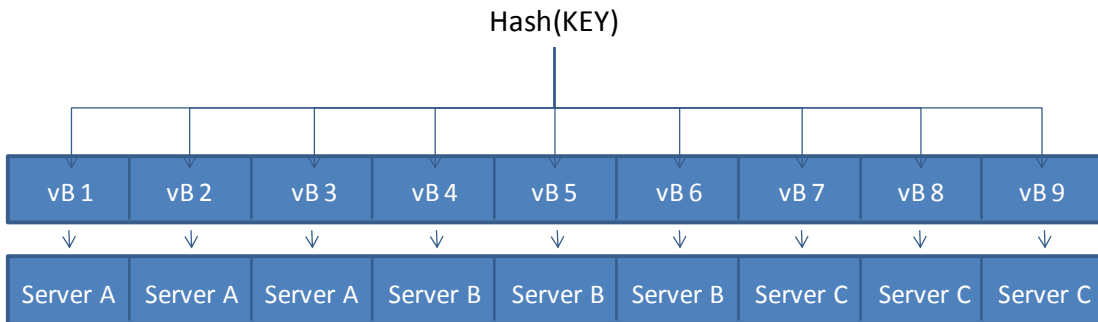 Hash(KEY)
vB 1 vB 2 vB 3 vB 4 vB 5 vB 6 vB 7 vB 8 vB 9
Server A Server A Server A Server B Server B Server B Server C Server C Server C